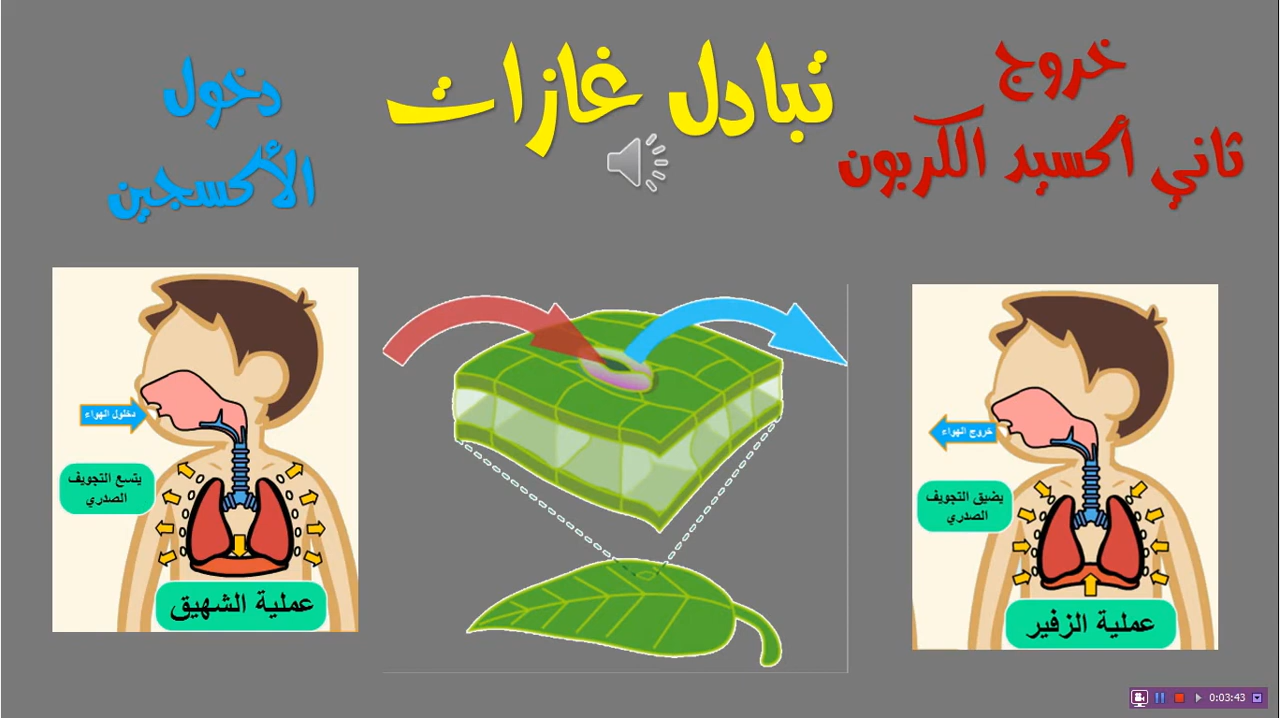 خروج
ثاني أكسيد الكربون
تبادل غازات
دخول
الأكسجين
خروج الهواء
يضيق التجويف
الصدري
عملية الزفير
دخلول الهواء
يتسع التجويف
الصدري
عملية الشهيق
0:03:43